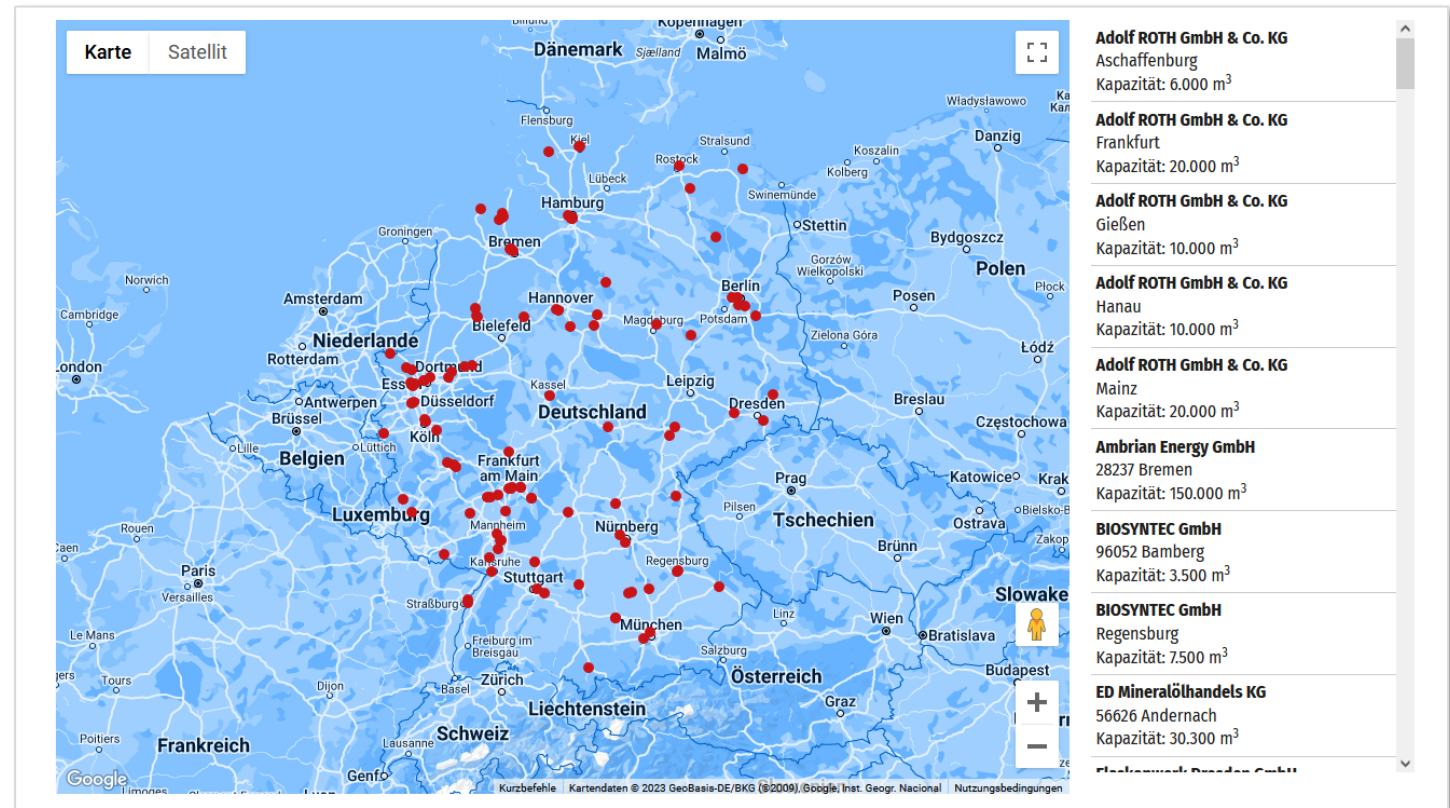 Karte
Satellit
Kopenhagen
Dänemark
Sjælland
Malmö
Władysławowo
Flensburg
Kiel
Stralsund
Danzig
Rostock
Koszalin
Kolberg
Lübeck
Swinemünde
Hamburg
Groningen
Stettin
Bremen
Bydgoszcz
Gorzów
Wielkopolski
Polen
Norwich
Berlin
Płock
Amsterdam
Hannover
Posen
Cambridge
Magdeburg
Potsdam
Bielefeld
Zielona Góra
Niederlande
Łódź
Rotterdam
London
Dortmund
Essen
Kassel
Leipzig
Antwerpen
Düsseldorf
Dresden
Breslau
Brüssel
Deutschland
Częstochowa
Köln
Lille
Lüttich
Belgien
Frankfurt
am Main
Prag
Katowice
Krak
Luxemburg
Pilsen
Bielsko-B
Rouen
Mannheim
Nürnberg
Tschechien
Ostrava
Caen
Zakop
Brünn
Paris
Karlsruhe
Regensburg
Versailles
Stuttgart
Slowake
Straßburg
Linz
Wien
Le Mans
München
Bratislava
Freiburg im
Breisgau
Salzburg
Budapest
Tours
Dijon
Basel
Zürich
Österreich
Graz
Liechtenstein
Poitiers
Schweiz
Frankreich
Lausanne
Genf
Google
Limoges
Lyon
Kurzbefehle
Kartendaten © 2023 GeoBasis-DE/BKG (©2009), Google, Inst. Geogr. Nacional
Nutzungsbedingungen
Adolf ROTH GmbH & Co. KG
Aschaffenburg
Kapazität: 6.000 m³
Adolf ROTH GmbH & Co. KG
Frankfurt
Kapazität: 20.000 m³
Adolf ROTH GmbH & Co. KG
Gießen
Kapazität: 10.000 m³
Adolf ROTH GmbH & Co. KG
Hanau
Kapazität: 10.000 m³
Adolf ROTH GmbH & Co. KG
Mainz
Kapazität: 20.000 m³
Ambrian Energy GmbH
28237 Bremen
Kapazität: 150.000 m³
BIOSYNTEC GmbH
96052 Bamberg
Kapazität: 3.500 m³
BIOSYNTEC GmbH
Regensburg
Kapazität: 7.500 m³
ED Mineralölhandels KG
56626 Andernach
Kapazität: 30.300 m³